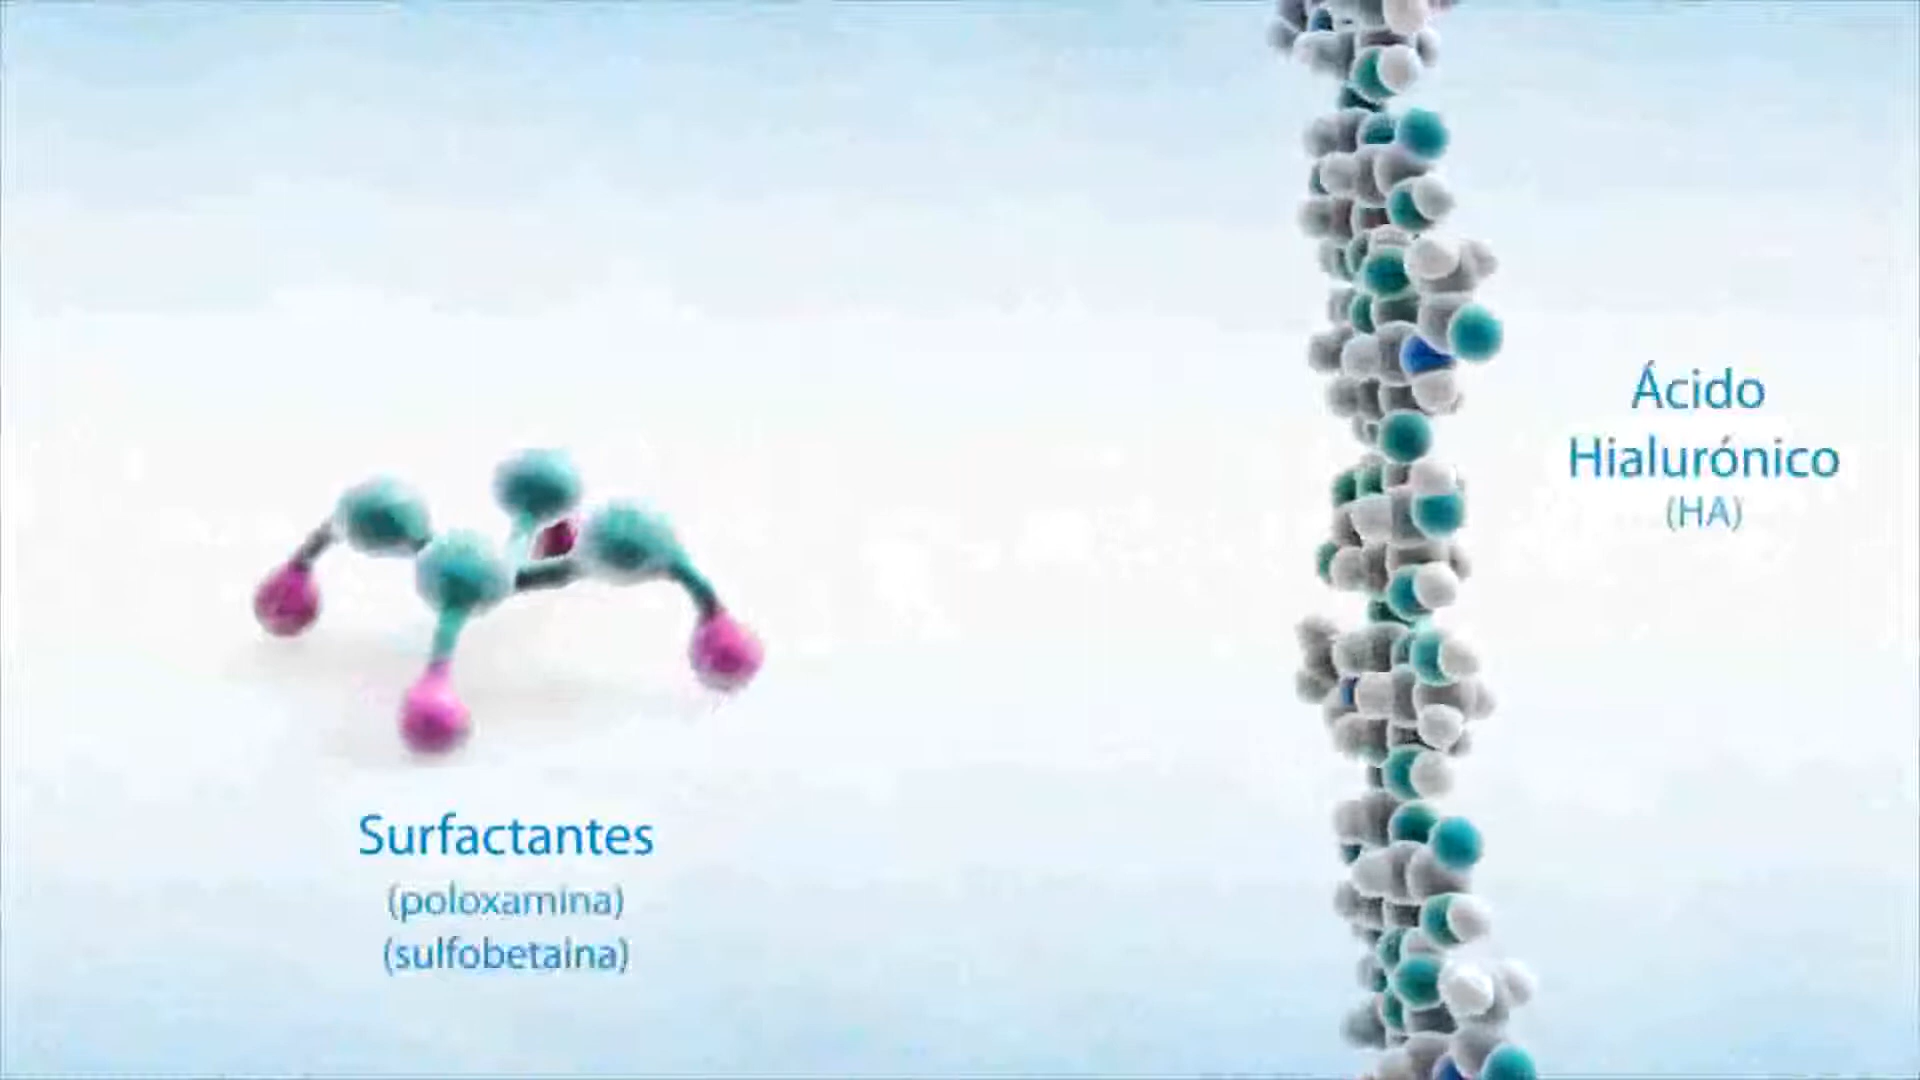 Surfactantes
(poloxamina)
(sulfobetaina)
Ácido
Hialurónico
(HA)